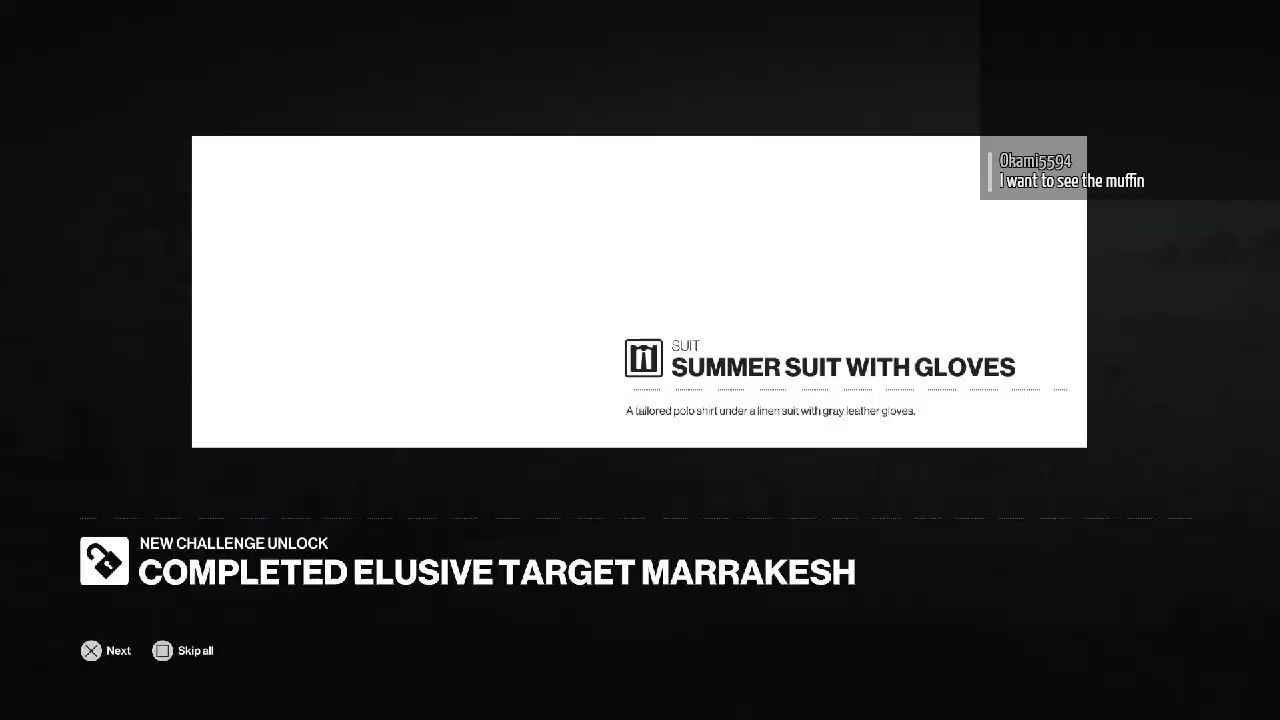 Okami5594
I want to see the muffin
SUIT
SUMMER SUIT WITH GLOVES
A tailored polo shirt under a linen suit with gray leather gloves.
NEW CHALLENGE UNLOCK
COMPLETED ELUSIVE TARGET MARRAKESH
Next
Skip all